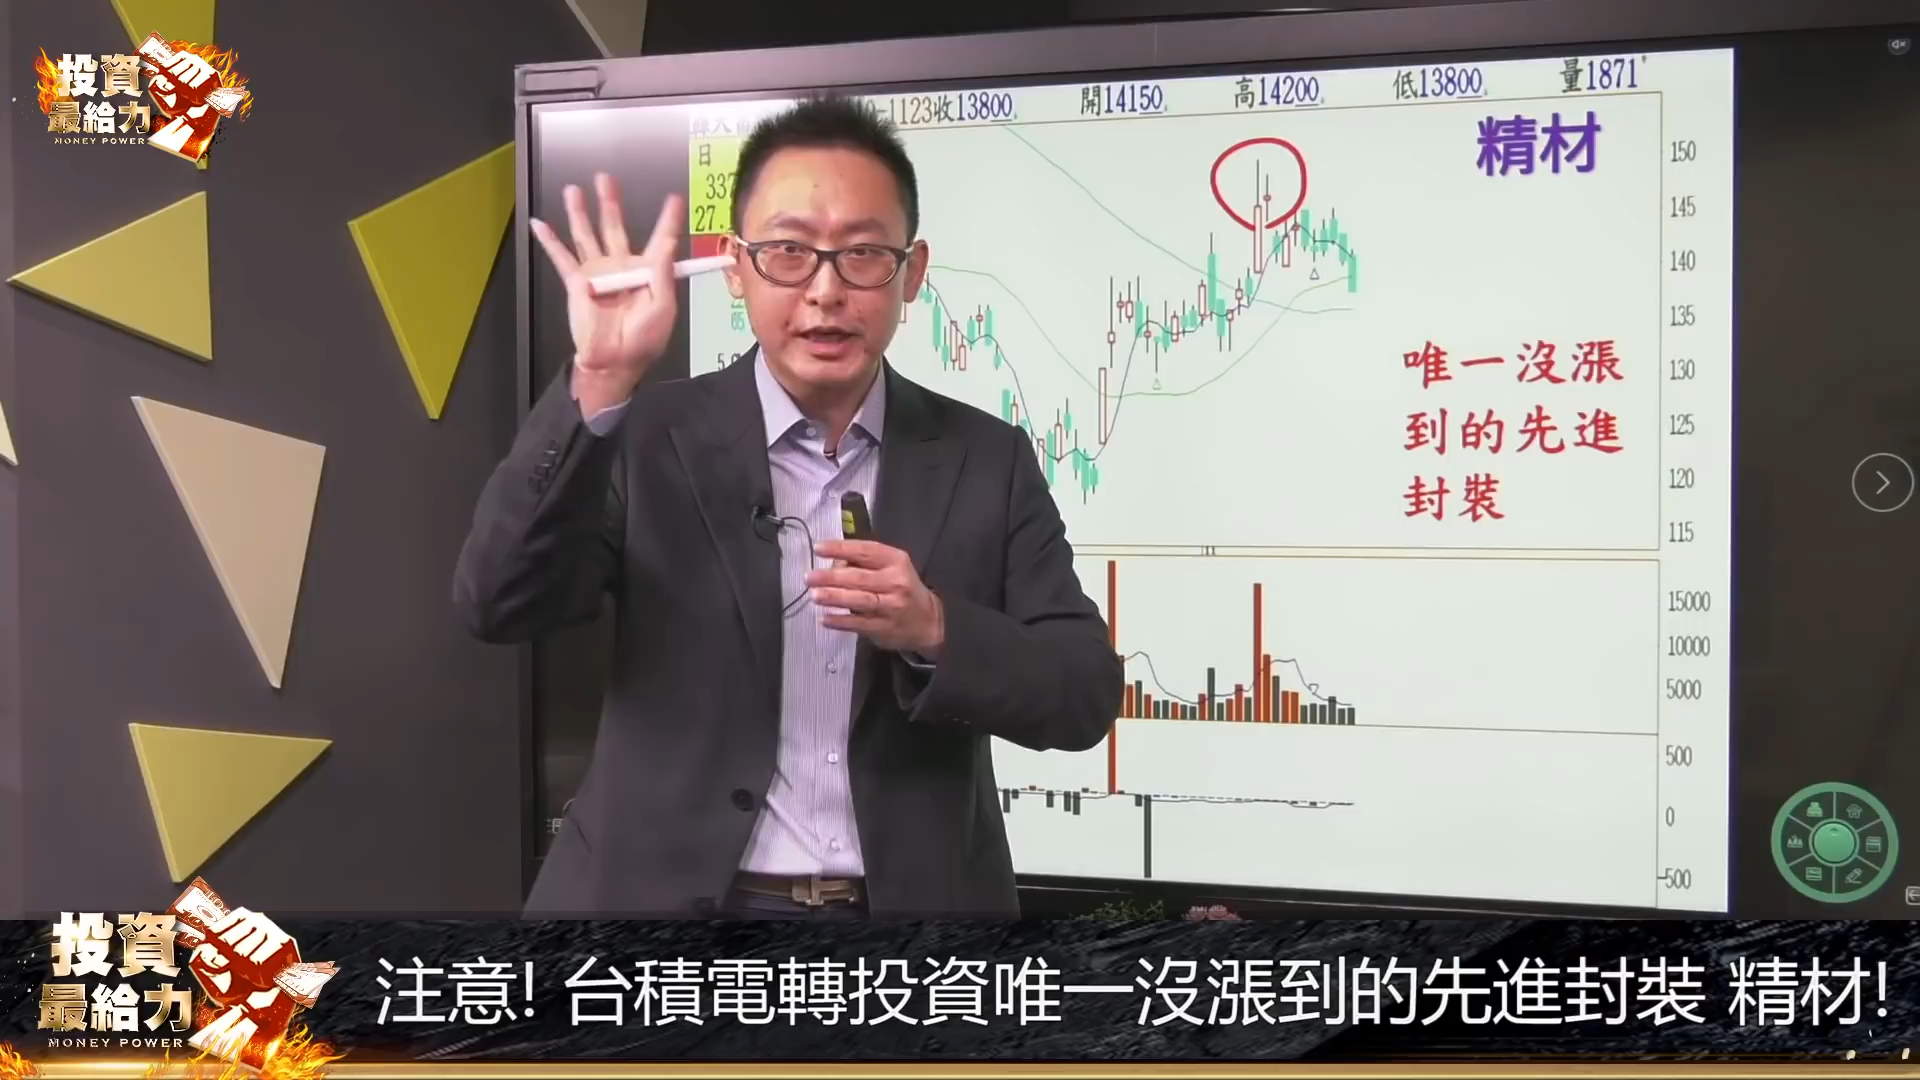 投資
最給力
MONEY POWER
-1123收13800
開14150
高14200
低13800
量1871
日
精材
150
145
140
135
130
125
120
115
唯一沒漲
到的先進
封裝
15000
10000
5000
500
0
-500
投資
最給力
MONEY POWER
注意! 台積電轉投資唯一沒漲到的先進封裝 精材!